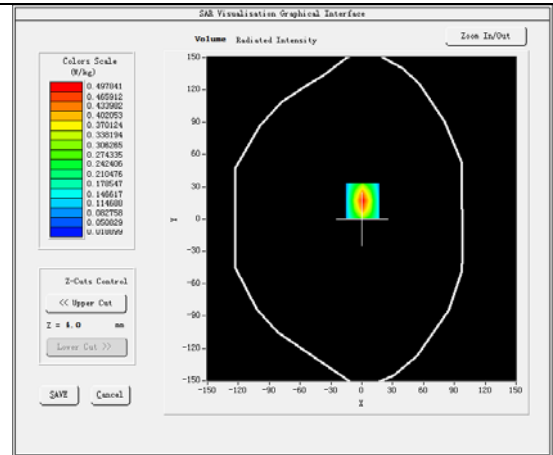 SAR Visualisation Graphical Interface
Volume Radiated Intensity
Zoom In/Out
Colors Scale
(W/kg)
0.497841
0.465912
0.433982
0.402053
0.370124
0.338194
0.306265
0.274335
0.242406
0.210476
0.178547
0.146617
0.114688
0.082758
0.050829
0.018899
150
120
90
60
30
0
-30
-60
-90
-120
-150
Y
-150 -120 -90 -60 -30 0 30 60 90 120 150
X
Z-Cuts Control
<< Upper Cut
Z = 4.0 mm
Lower Cut >>
SAVE Cancel